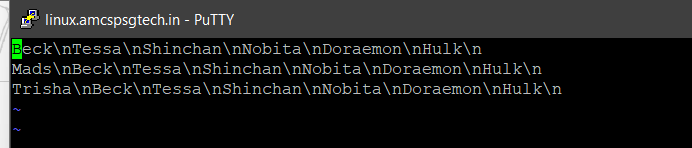 linux.amcspsgtech.in - PuTTY
Beck\nTessa\nShinchan\nNobita\nDoraemon\nHulk\n
Mads\nBeck\nTessa\nShinchan\nNobita\nDoraemon\nHulk\n
Trisha\nBeck\nTessa\nShinchan\nNobita\nDoraemon\nHulk\n
~
~